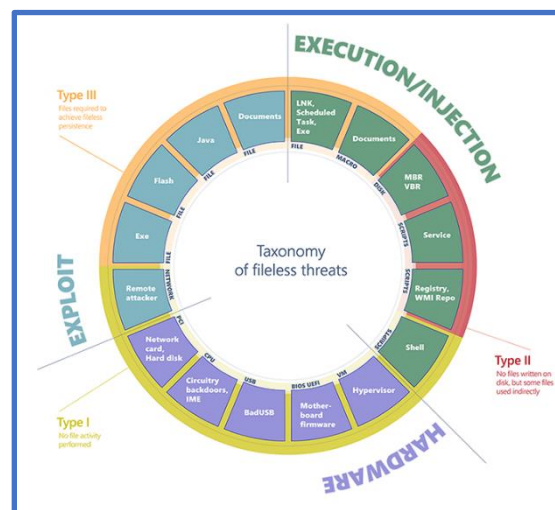 EXECUTION/INJECTION
Type III
Files required to
achieve fileless
persistence
Documents
FILE
LNK,
Scheduled
Task,
Exe
FILE
Documents
MACRO
MBR
VBR
DISK
Service
SCRIPTS
Registry,
WMI Repo
SCRIPTS
Shell
SCRIPTS
Type II
No files written on
disk, but some files
used indirectly
Java
FILE
Flash
FILE
Exe
FILE
EXPLOIT
Remote
attacker
NETWORK
Taxonomy
of fileless threats
Network
card,
Hard disk
PCI
Circuitry
backdoors,
IME
CPU
BadUSB
USB
Mother-
board
firmware
BIOS UEFI
Hypervisor
VM
Type I
No file activity
performed
HARDWARE